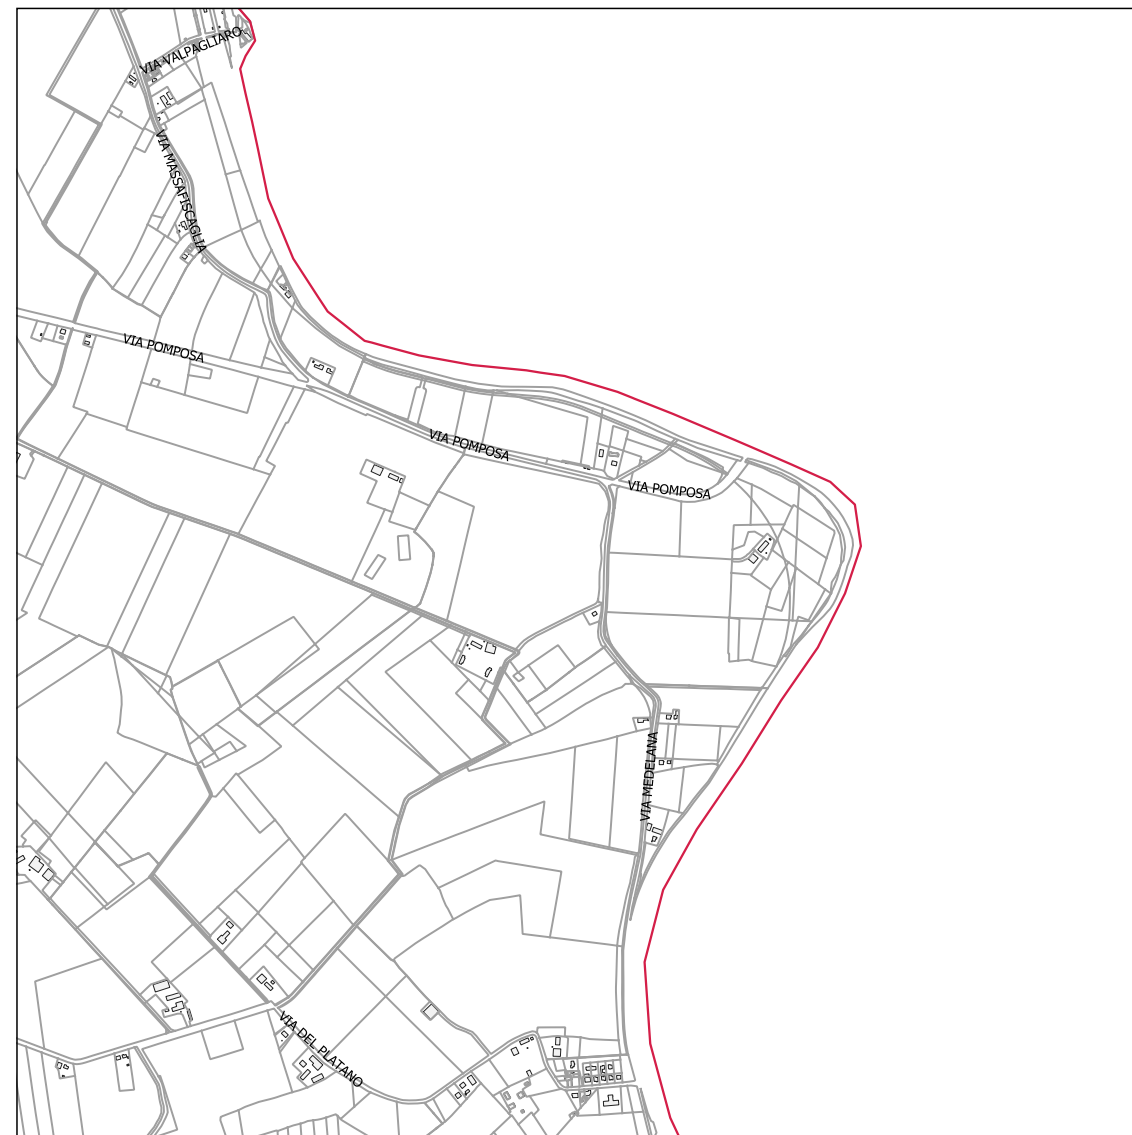 VIA VALPAGLIARO
VIA MASSAFISCAGLIA
VIA POMPOSA
VIA POMPOSA
VIA POMPOSA
VIA MEDELANA
VIA DEL PLATANO